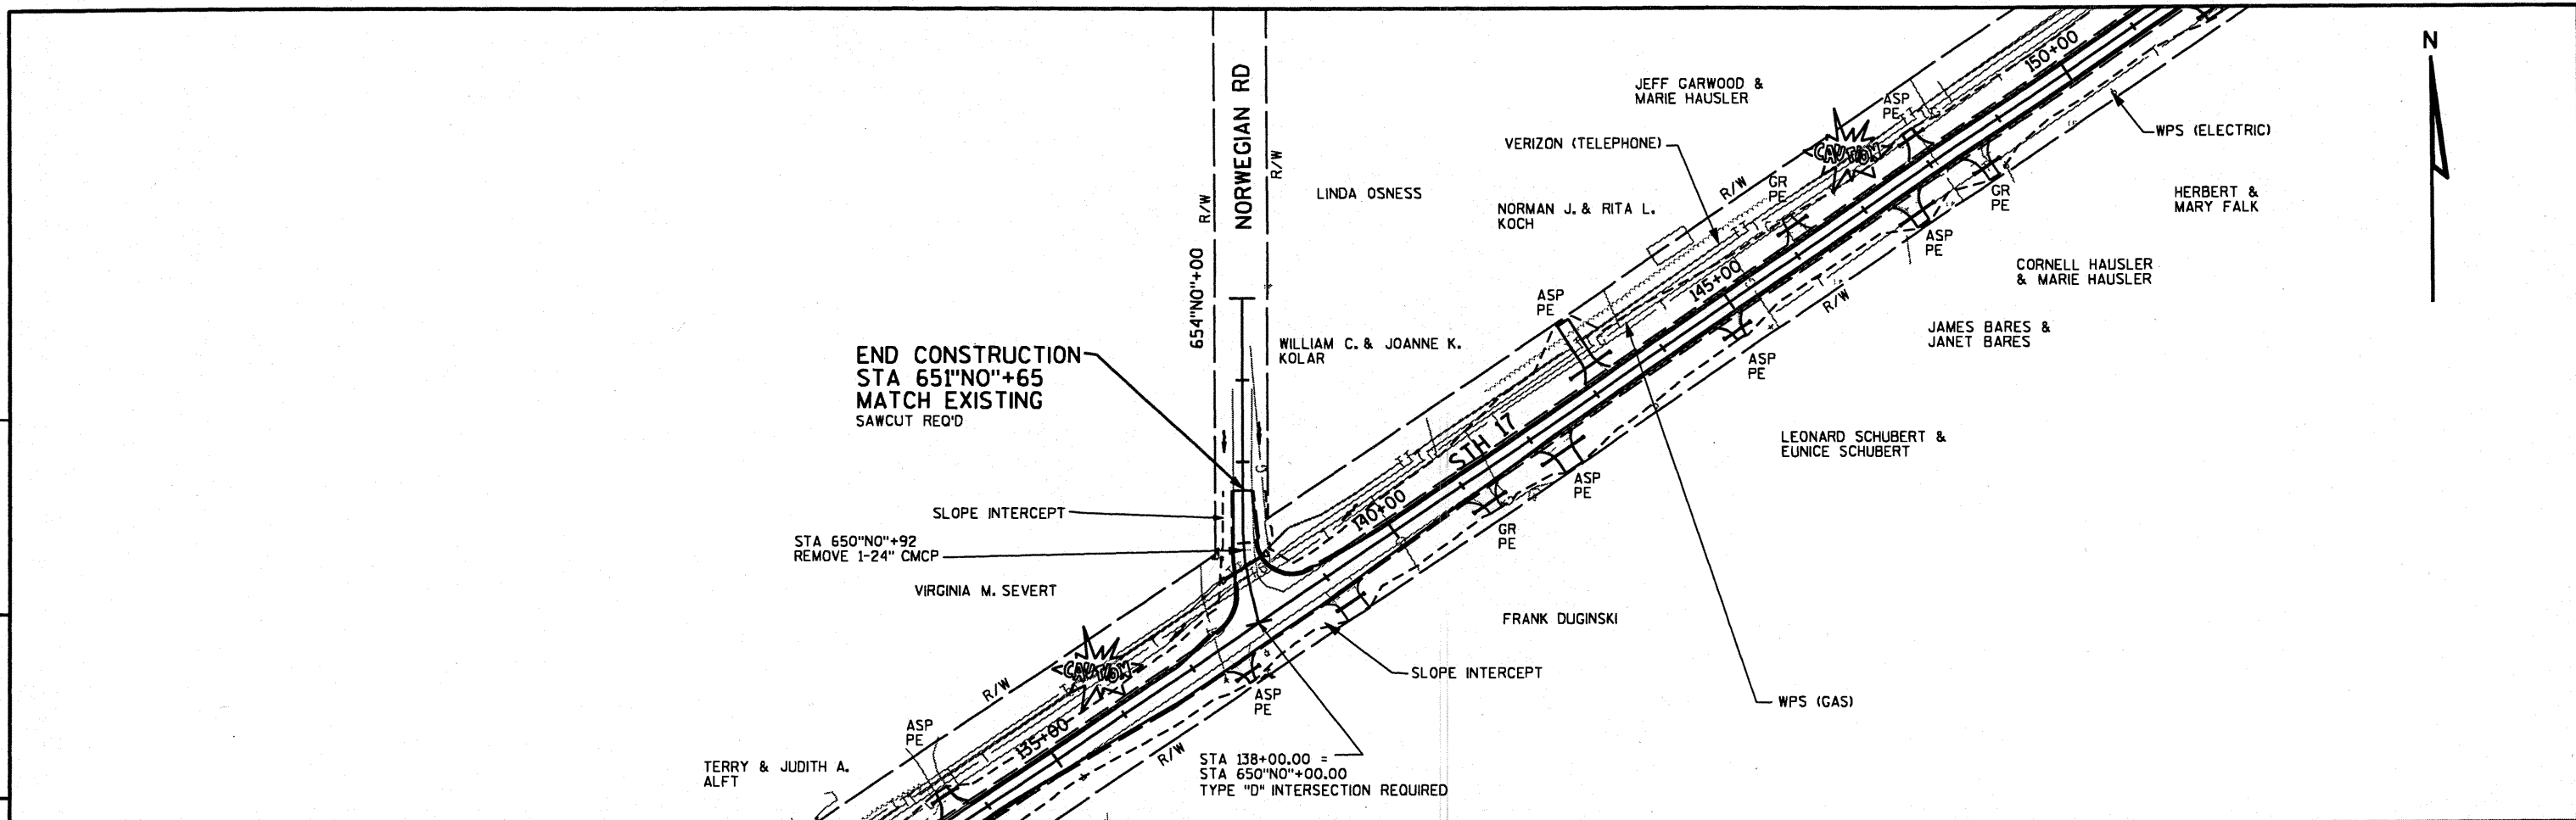 N
NORWEGIAN RD
R/W
R/W
654"NO"+00
JEFF GARWOOD &
MARIE HAUSLER
VERIZON (TELEPHONE)
LINDA OSNESS
NORMAN J. & RITA L.
KOCH
R/W
GR
PE
CAUTION
ASP
PE
150+00
WPS (ELECTRIC)
GR
PE
HERBERT &
MARY FALK
ASP
PE
CORNELL HAUSLER
& MARIE HAUSLER
R/W
145+00
ASP
PE
JAMES BARES &
JANET BARES
ASP
PE
WILLIAM C. & JOANNE K.
KOLAR
END CONSTRUCTION
STA 651"NO"+65
MATCH EXISTING
SAWCUT REQ'D
STH 17
LEONARD SCHUBERT &
EUNICE SCHUBERT
ASP
PE
140+00
GR
PE
SLOPE INTERCEPT
STA 650"NO"+92
REMOVE 1-24" CMCP
VIRGINIA M. SEVERT
FRANK DUGINSKI
SLOPE INTERCEPT
WPS (GAS)
CAUTION
R/W
ASP
PE
ASP
PE
135+00
R/W
TERRY & JUDITH A.
ALFT
STA 138+00.00 =
STA 650"NO"+00.00
TYPE "D" INTERSECTION REQUIRED